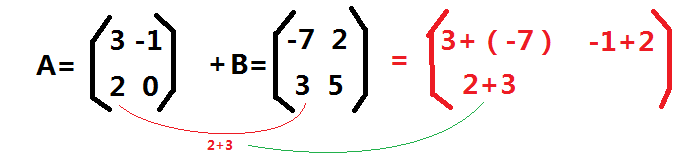 A= 3 -1 +B= -7 2 = 3+(-7) -1+2
2 0 3 5 2+3
2+3